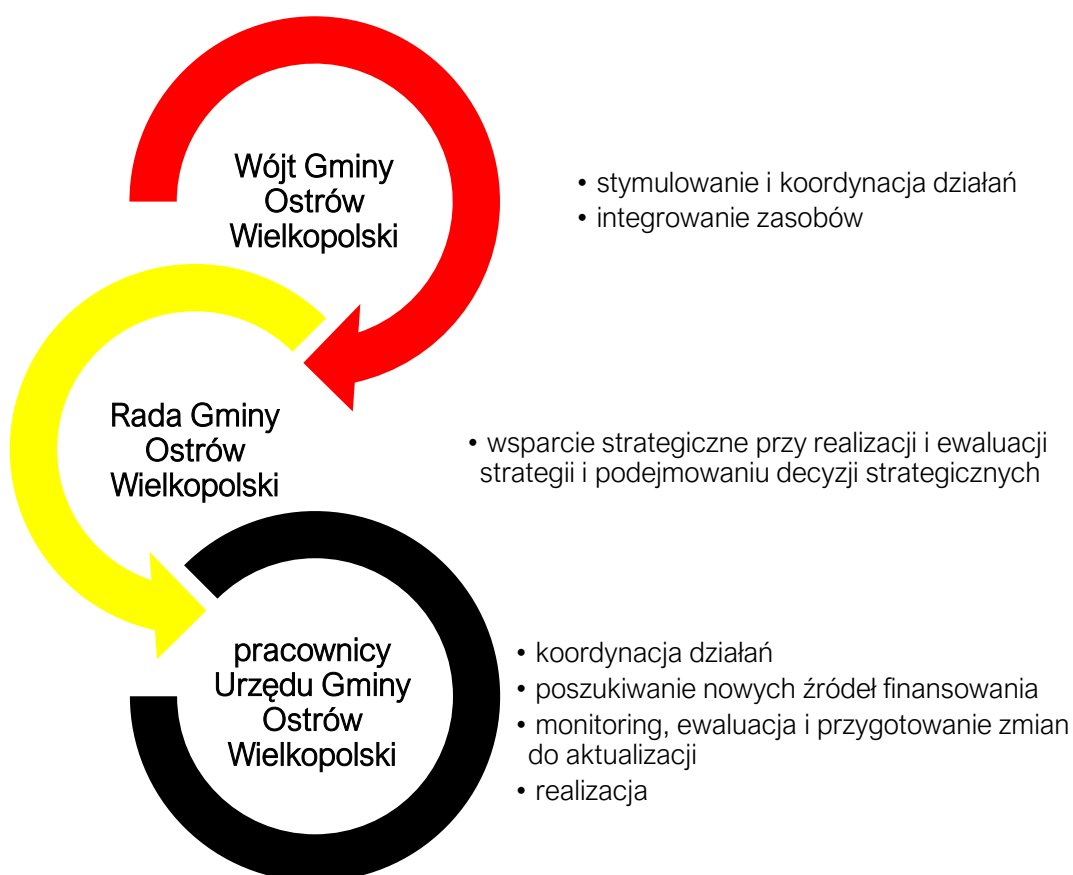 Wójt Gminy
Ostrów
Wielkopolski
• stymulowanie i koordynacja działań
• integrowanie zasobów
Rada Gminy
Ostrów
Wielkopolski
• wsparcie strategiczne przy realizacji i ewaluacji
strategii i podejmowaniu decyzji strategicznych
pracownicy
Urzędu Gminy
Ostrów
Wielkopolski
• koordynacja działań
• poszukiwanie nowych źródeł finansowania
• monitoring, ewaluacja i przygotowanie zmian
do aktualizacji
• realizacja